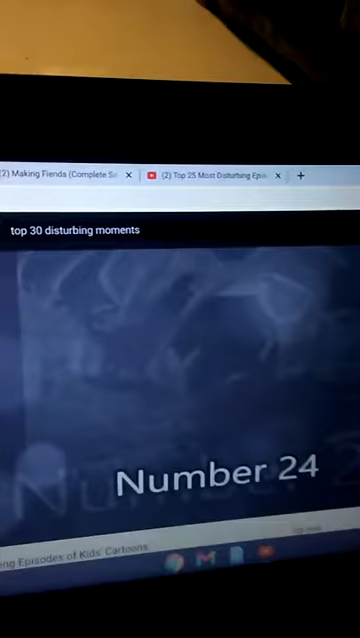 (2) Making Fiends (Complete Se
(2) Top 25 Most Disturbing Epis
top 30 disturbing moments
Number 24
ng Episodes of Kids' Cartoons